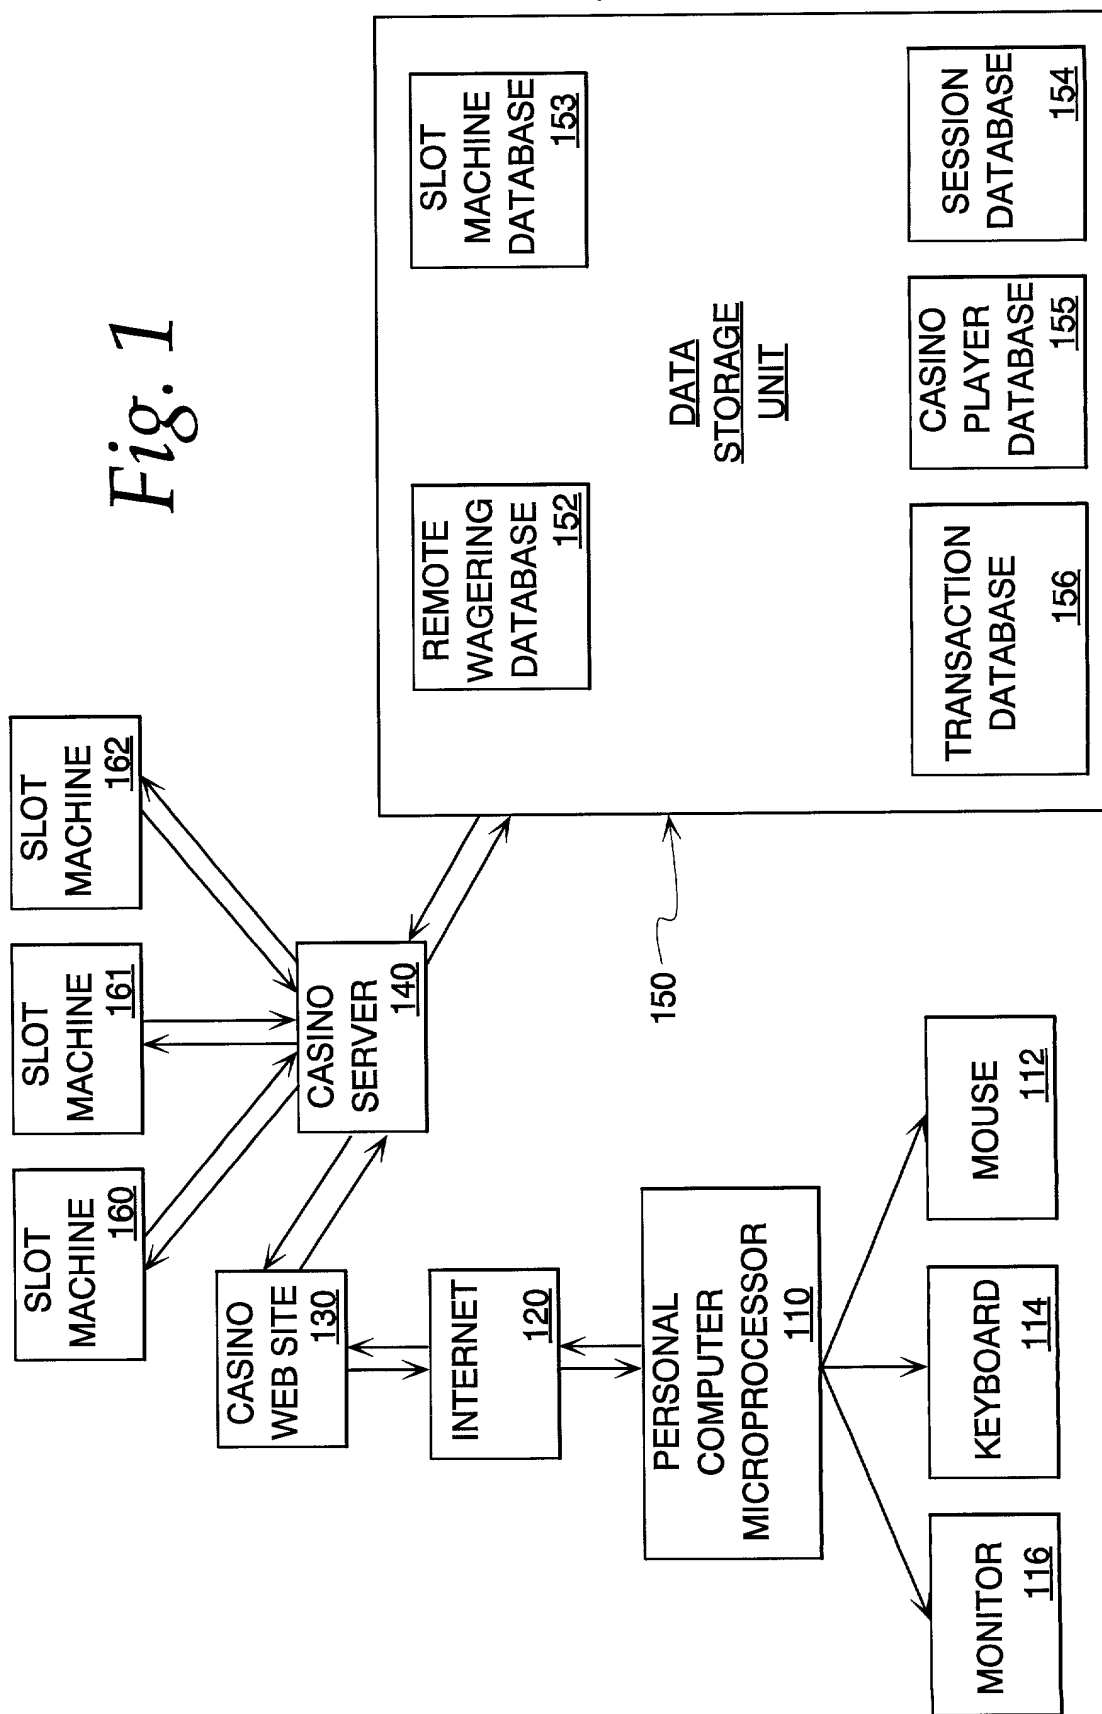 Fig. 1
SLOT
MACHINE
160
SLOT
MACHINE
161
SLOT
MACHINE
162
CASINO
WEB SITE
130
CASINO
SERVER
140
INTERNET
120
PERSONAL
COMPUTER
MICROPROCESSOR
110
MONITOR
116
KEYBOARD
114
MOUSE
112
150
REMOTE
WAGERING
DATABASE
152
SLOT
MACHINE
DATABASE
153
DATA
STORAGE
UNIT
TRANSACTION
DATABASE
156
CASINO
PLAYER
DATABASE
155
SESSION
DATABASE
154